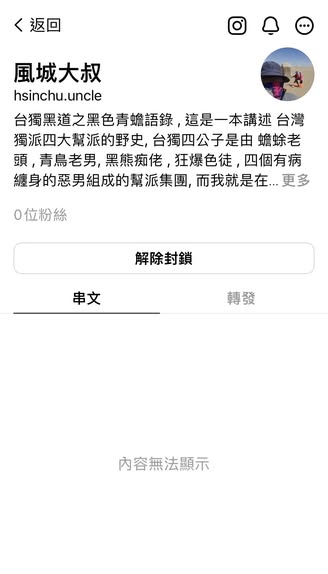 返回
風城大叔
hsinchu.uncle
台獨黑道之黑色青蟾語錄 , 這是一本講述 台灣
獨派四大幫派的野史, 台獨四公子是由 蟾蜍老
頭 , 青鳥老男, 黑熊痴佬 , 狂爆色徒 , 四個有病
纏身的惡男組成的幫派集團, 而我就是在... 更多
0位粉絲
解除封鎖
串文 轉發
內容無法顯示